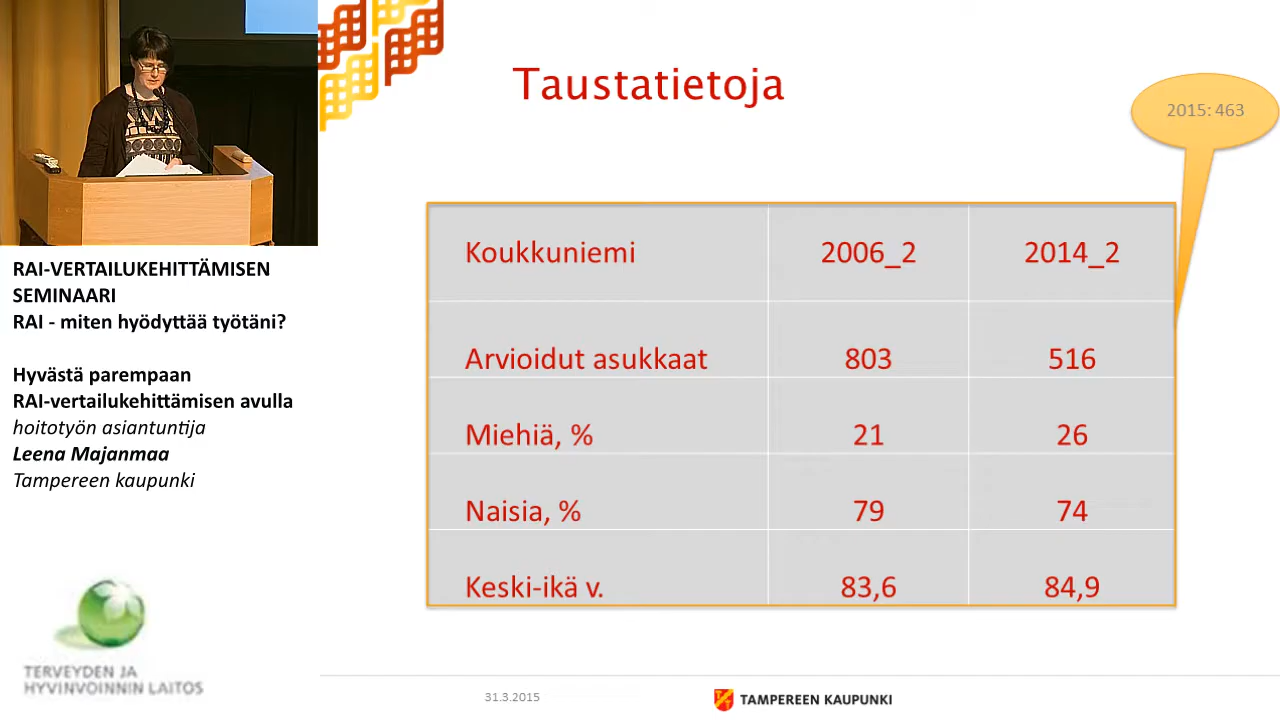 Taustatietoja
2015: 463
Koukkuniemi 2006_2 2014_2
Arvioidut asukkaat 803 516
Miehiä, % 21 26
Naisia, % 79 74
Keski-ikä v. 83,6 84,9
RAI-VERTAILUKEHITTÄMISEN
SEMINAARI
RAI - miten hyödyttää työtäni?
Hyvästä parempaan
RAI-vertailukehittämisen avulla
hoitotyön asiantuntija
Leena Majanmaa
Tampereen kaupunki
TERVEYDEN JA
HYVINVOINNIN LAITOS
31.3.2015
TAMPEREEN KAUPUNKI